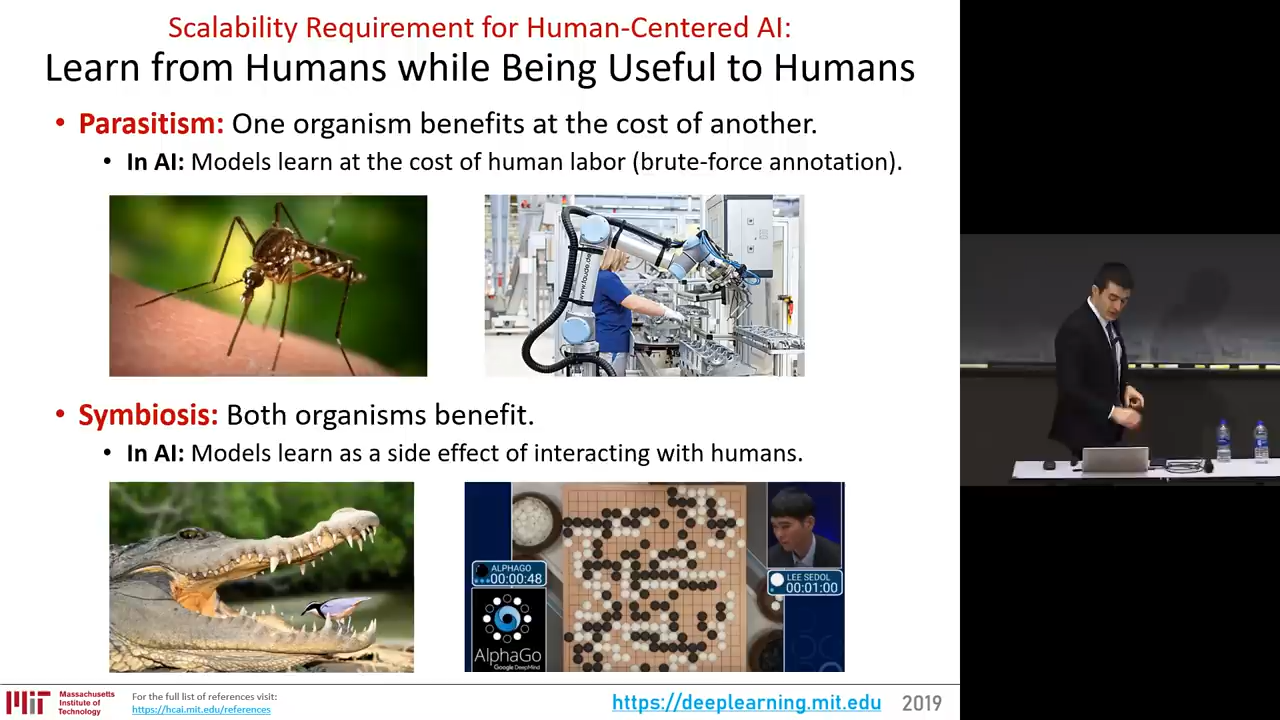 Scalability Requirement for Human-Centered AI:
Learn from Humans while Being Useful to Humans
• Parasitism: One organism benefits at the cost of another.
• In AI: Models learn at the cost of human labor (brute-force annotation).
www.faude.de
• Symbiosis: Both organisms benefit.
• In AI: Models learn as a side effect of interacting with humans.
ALPHAGO
00:00:48
LEE SEDOL
00:01:00
AlphaGo
Google DeepMind
MIT
Massachusetts
Institute of
Technology
For the full list of references visit:
https://hcai.mit.edu/references
https://deeplearning.mit.edu
2019